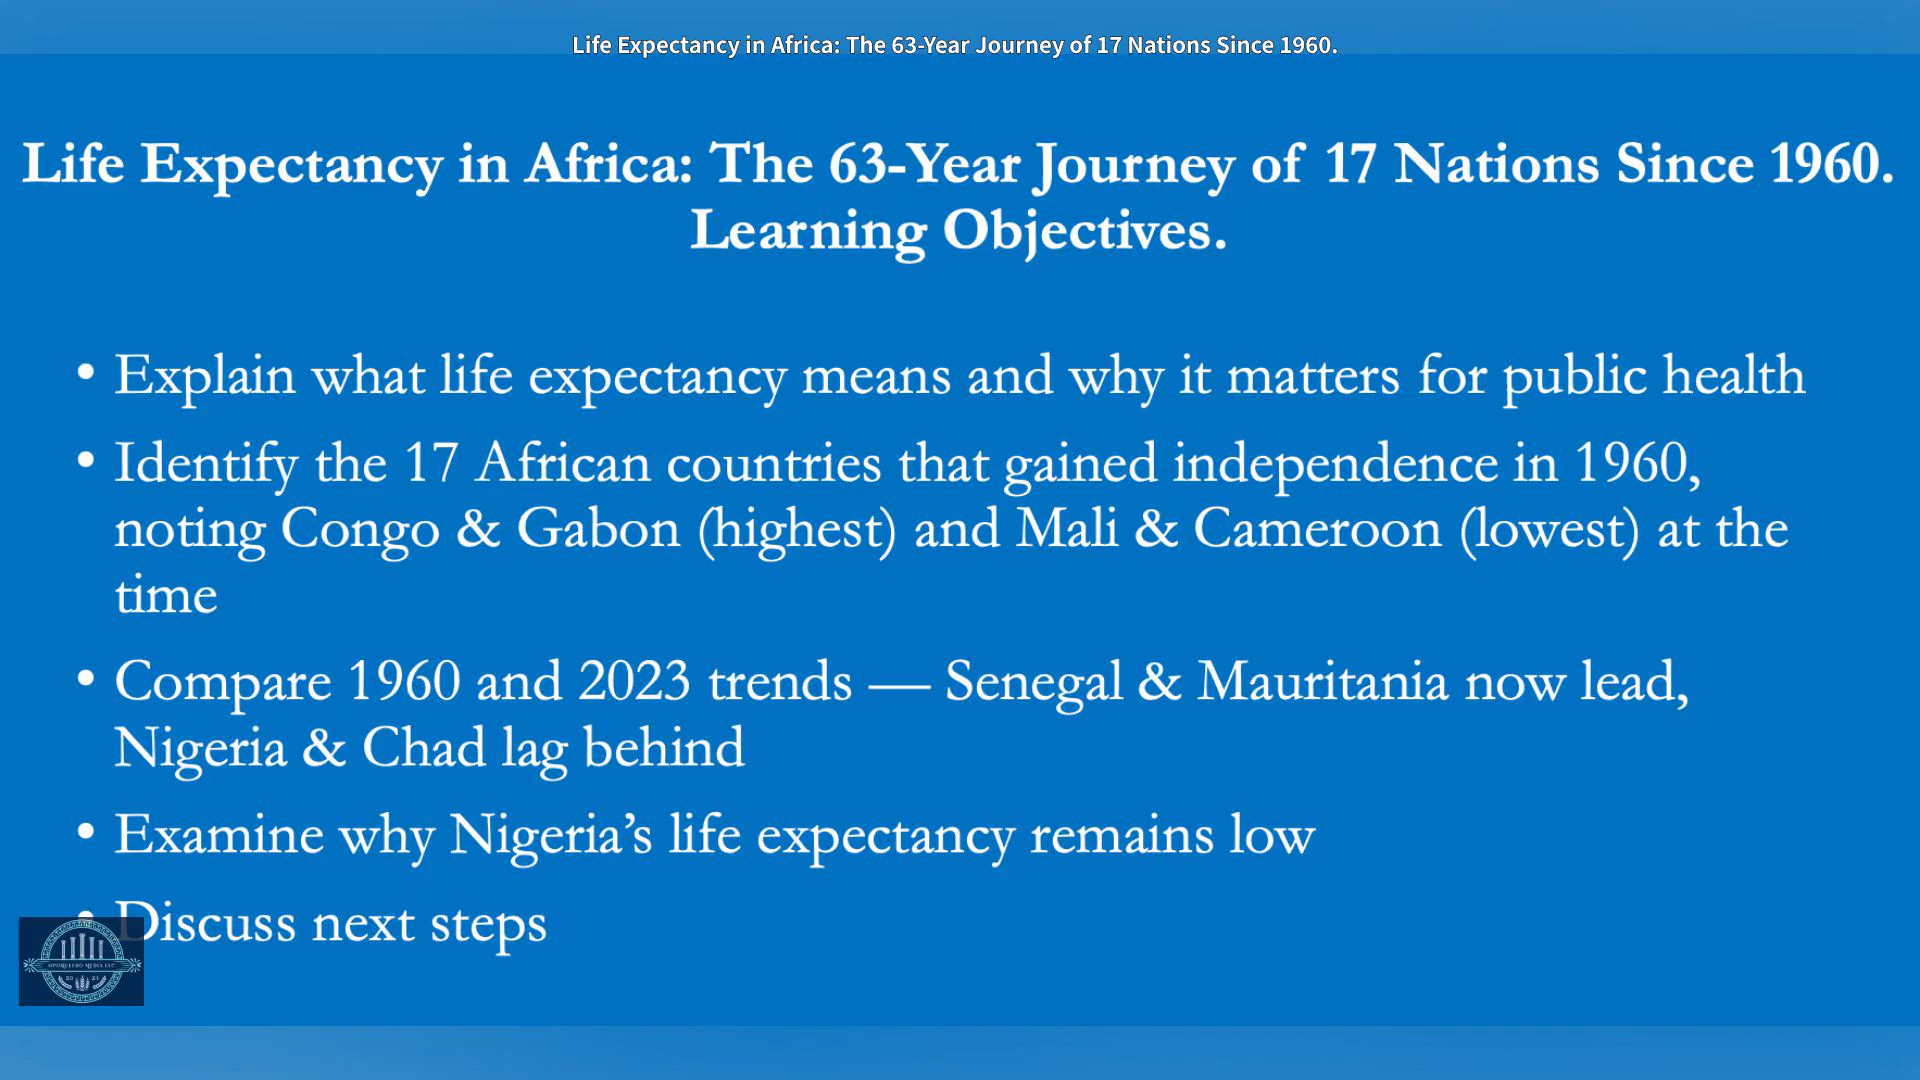 Life Expectancy in Africa: The 63-Year Journey of 17 Nations Since 1960.
Life Expectancy in Africa: The 63-Year Journey of 17 Nations Since 1960.
Learning Objectives.
• Explain what life expectancy means and why it matters for public health
• Identify the 17 African countries that gained independence in 1960,
noting Congo & Gabon (highest) and Mali & Cameroon (lowest) at the
time
• Compare 1960 and 2023 trends — Senegal & Mauritania now lead,
Nigeria & Chad lag behind
• Examine why Nigeria’s life expectancy remains low
• Discuss next steps